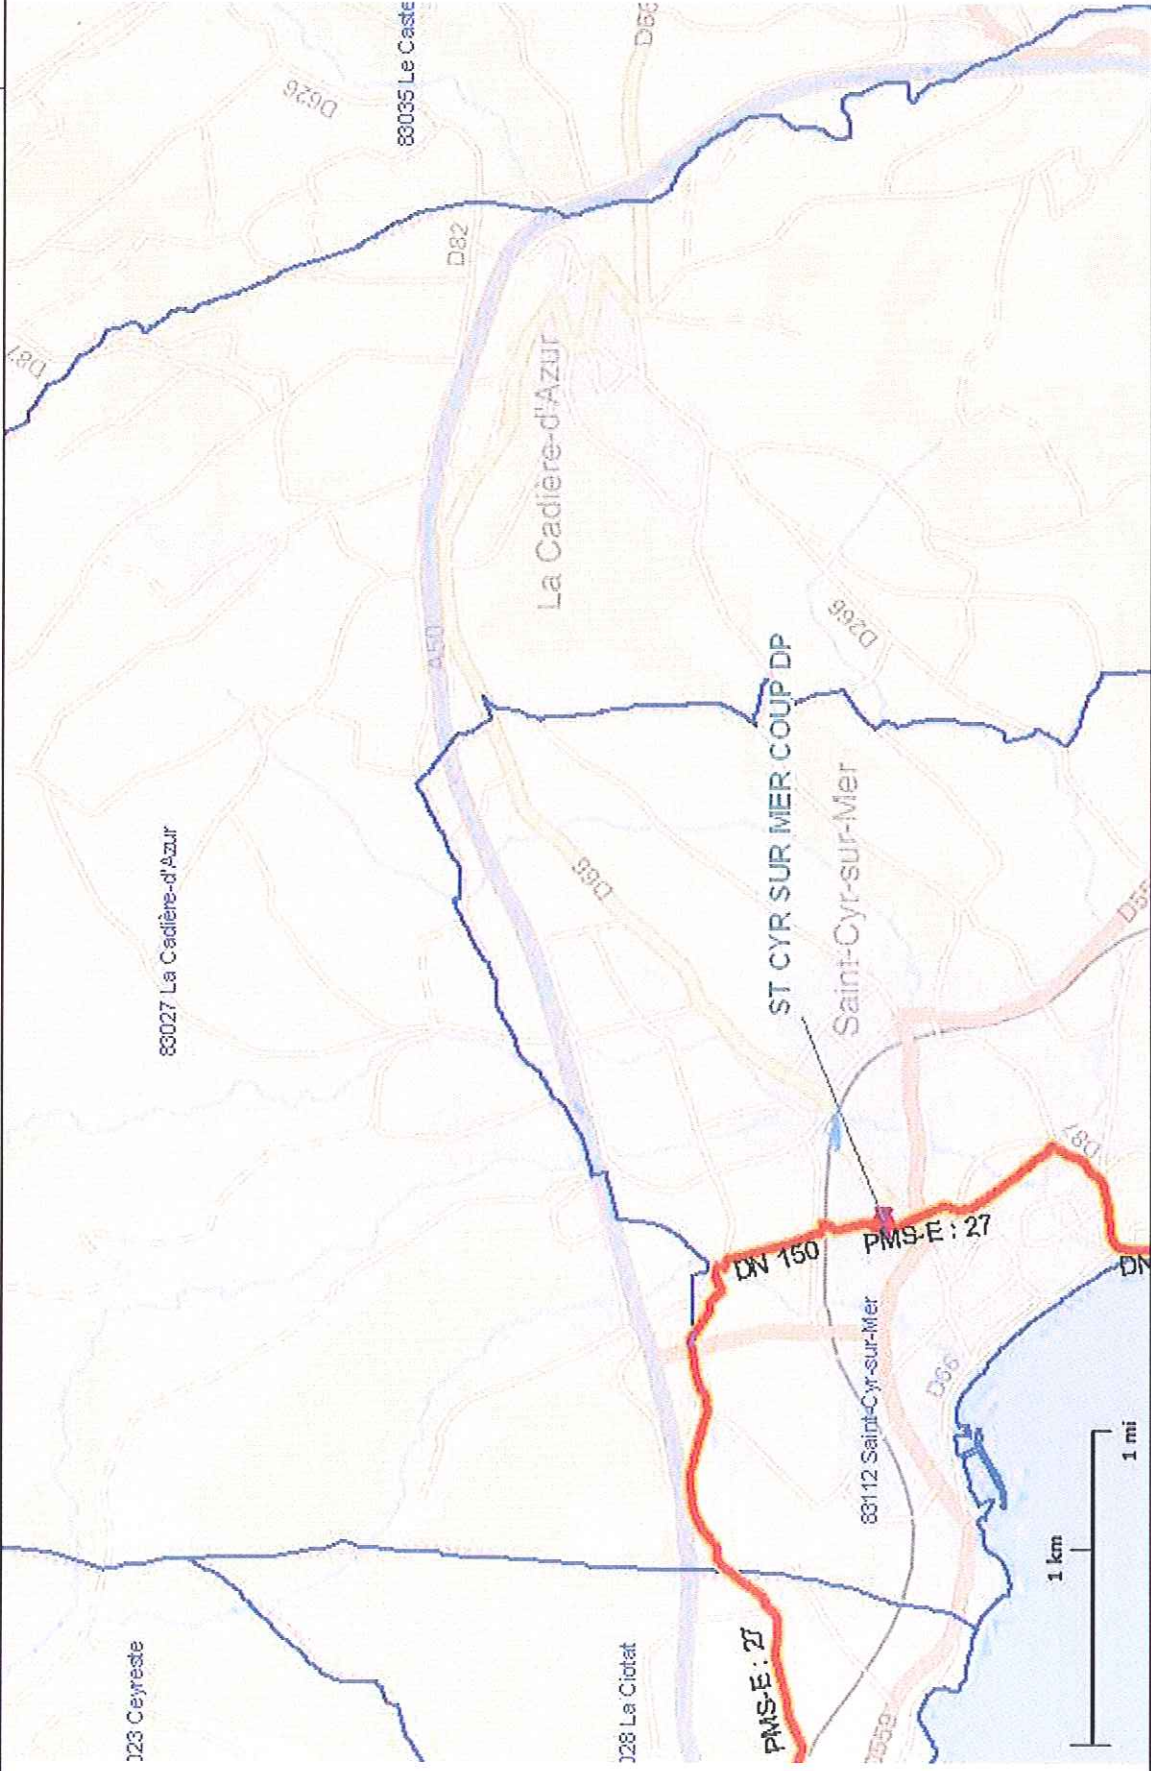 83035 Le Caste
D626
D66
D82
D87
La Cadière-d'Azur
A50
D266
83027 La Cadière-d'Azur
D66
ST CYR SUR MER COUP DP
Saint-Cyr-sur-Mer
D55
D87
DN 150
PMS-E : 27
DN
83112 Saint-Cyr-sur-Mer
D66
1 km
1 mi
023 Ceyreste
028 La Ciotat
PMS-E : 27
D559